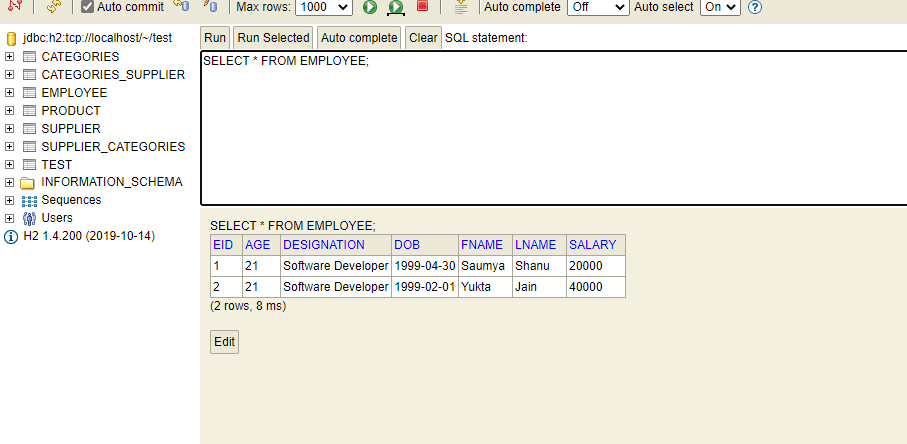 Auto commit Max rows: 1000 Auto complete Off Auto select On ?
jdbc:h2:tcp://localhost/~/test
CATEGORIES
CATEGORIES_SUPPLIER
EMPLOYEE
PRODUCT
SUPPLIER
SUPPLIER_CATEGORIES
TEST
INFORMATION_SCHEMA
Sequences
Users
H2 1.4.200 (2019-10-14)
Run Run Selected Auto complete Clear SQL statement:
SELECT * FROM EMPLOYEE;
SELECT * FROM EMPLOYEE;
EID AGE DESIGNATION DOB FNAME LNAME SALARY
1 21 Software Developer 1999-04-30 Saumya Shanu 20000
2 21 Software Developer 1999-02-01 Yukta Jain 40000
(2 rows, 8 ms)
Edit